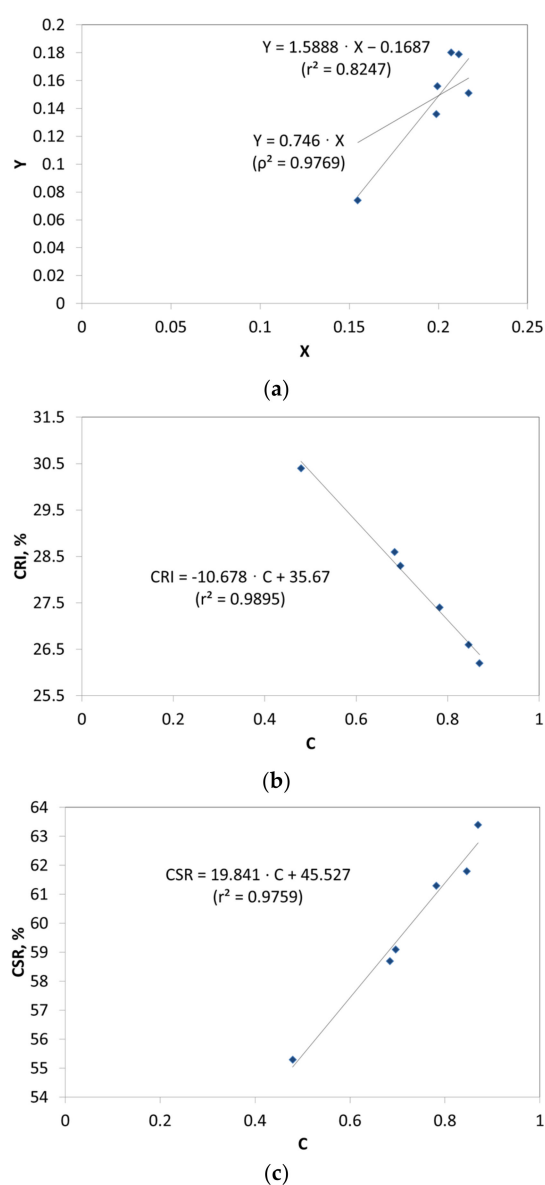 0.2
0.18
0.16
0.14
0.12
0.1
0.08
0.06
0.04
0.02
0
Y
Y = 1.5888 · X – 0.1687
(r² = 0.8247)
Y = 0.746 · X
(ρ² = 0.9769)
0 0.05 0.1 0.15 0.2 0.25
X
(a)
31.5
30.5
29.5
28.5
27.5
26.5
25.5
CRI, %
CRI = -10.678 · C + 35.67
(r² = 0.9895)
0 0.2 0.4 0.6 0.8 1
C
(b)
64
63
62
61
60
59
58
57
56
55
54
CSR, %
CSR = 19.841 · C + 45.527
(r² = 0.9759)
0 0.2 0.4 0.6 0.8 1
C
(c)